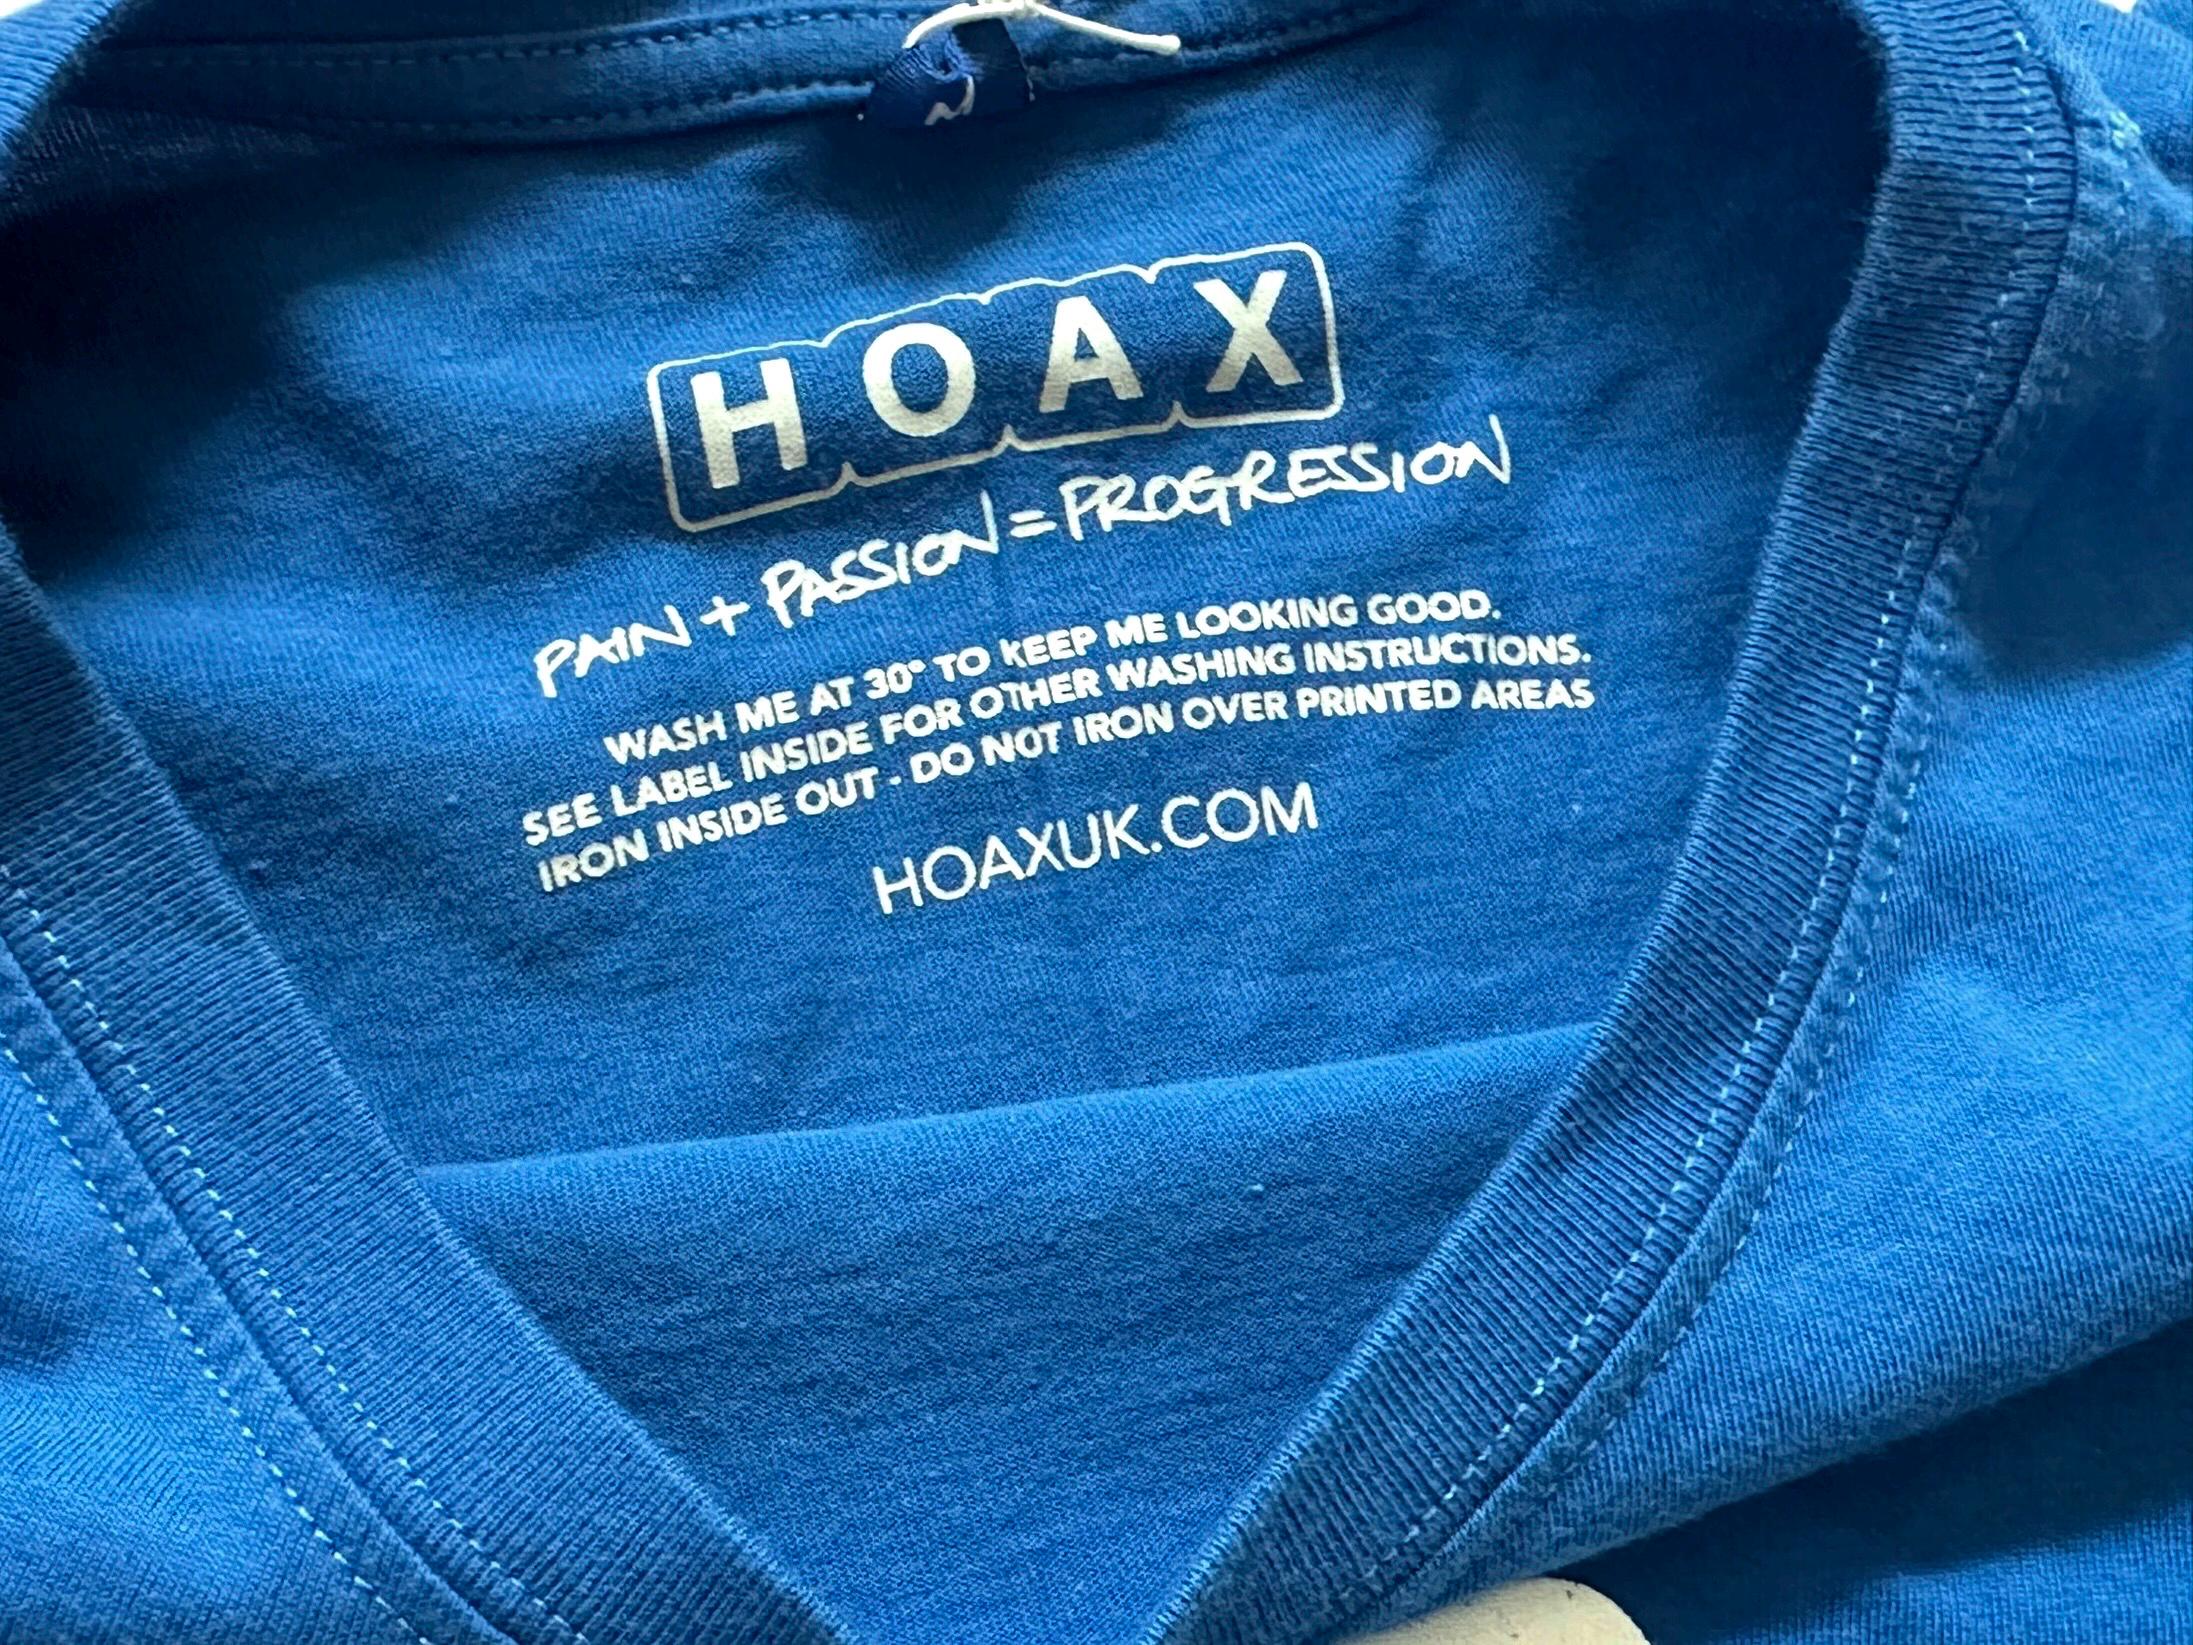 HOAX
PAIN + PASSION = PROGRESSION
WASH ME AT 30° TO KEEP ME LOOKING GOOD.
SEE LABEL INSIDE FOR OTHER WASHING INSTRUCTIONS.
IRON INSIDE OUT - DO NOT IRON OVER PRINTED AREAS
HOAXUK.COM